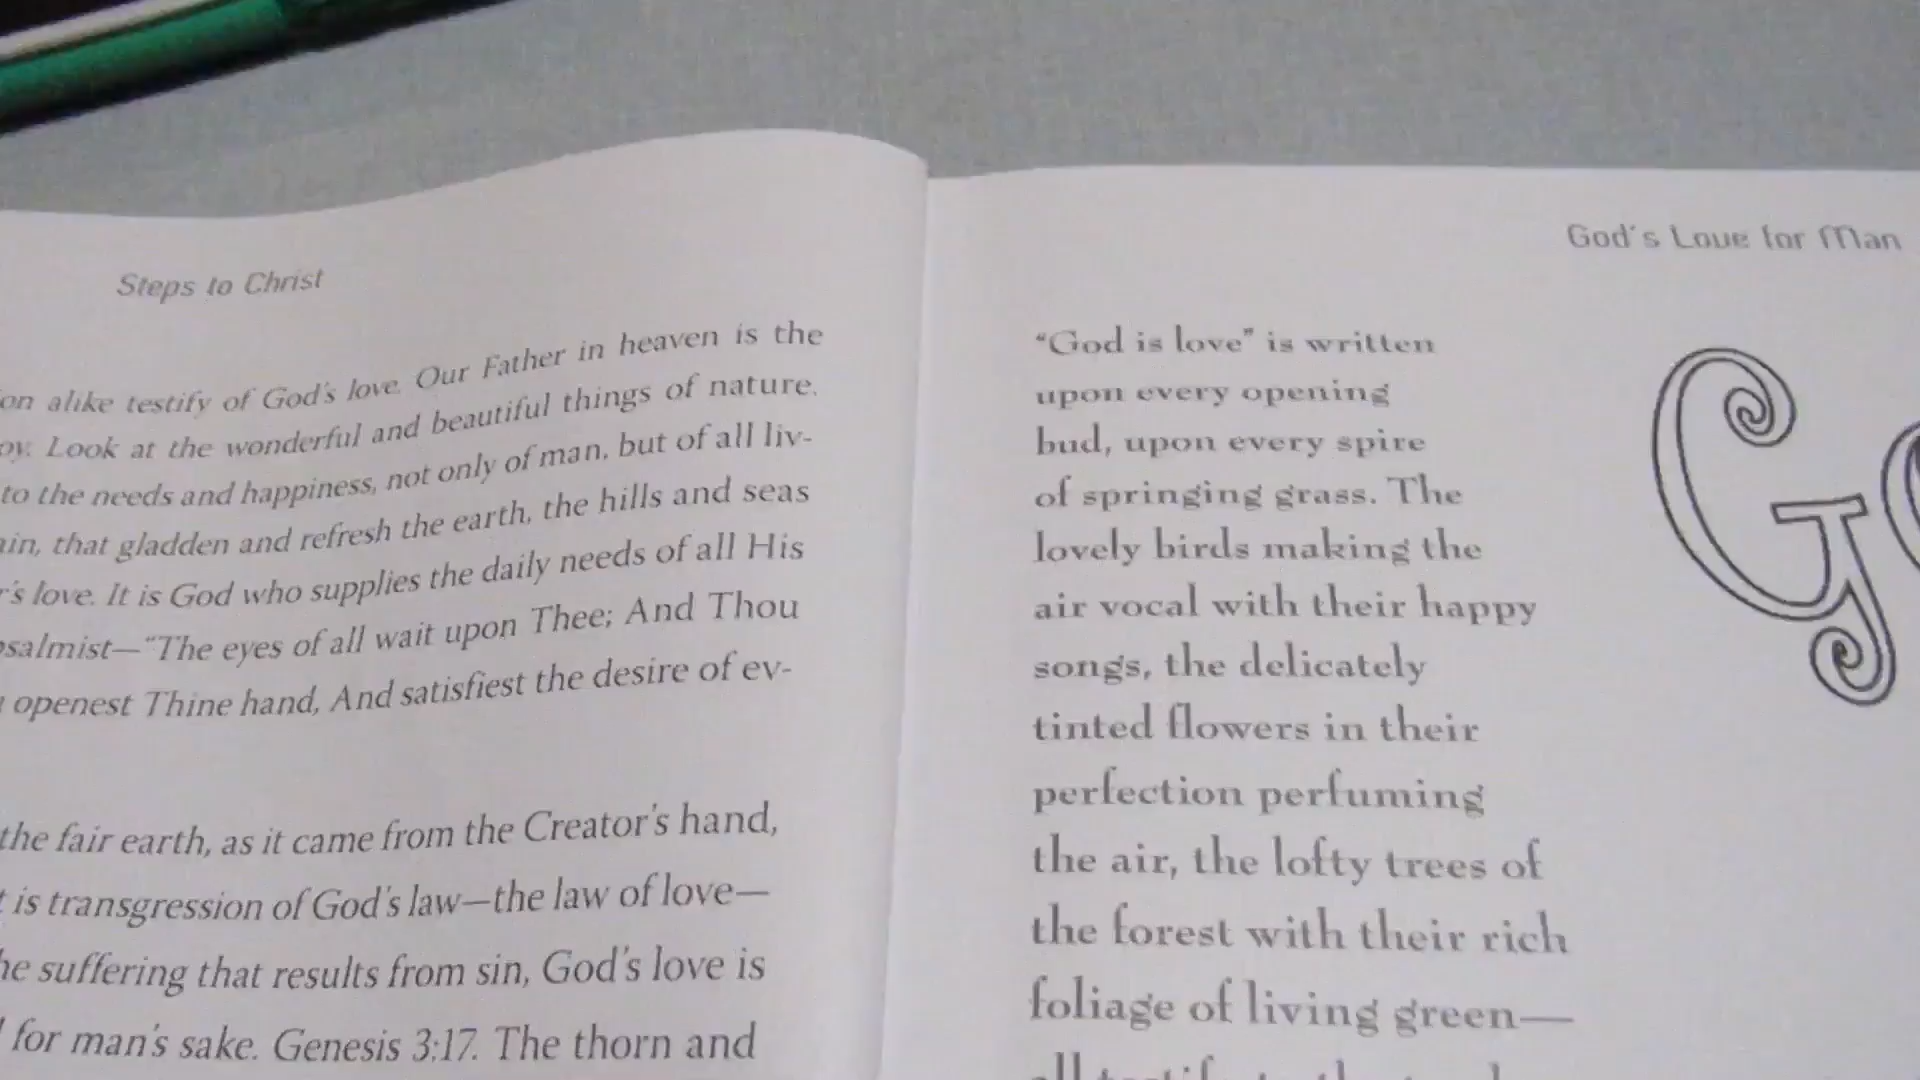 Steps to Christ
on alike testify of God's love. Our Father in heaven is the
Look at the wonderful and beautiful things of nature.
to the needs and happiness, not only of man, but of all liv-
that gladden and refresh the earth, the hills and seas
love. It is God who supplies the daily needs of all His
salmist—“The eyes of all wait upon Thee; And Thou
openest Thine hand, And satisfiest the desire of ev-
the fair earth, as it came from the Creator's hand,
is transgression of God's law—the law of love—
he suffering that results from sin, God's love is
for man's sake. Genesis 3:17. The thorn and
God's Love for Man
“God is love” is written
upon every opening
bud, upon every spire
of springing grass. The
lovely birds making the
air vocal with their happy
songs, the delicately
tinted flowers in their
perfection perfuming
the air, the lofty trees of
the forest with their rich
foliage of living green—